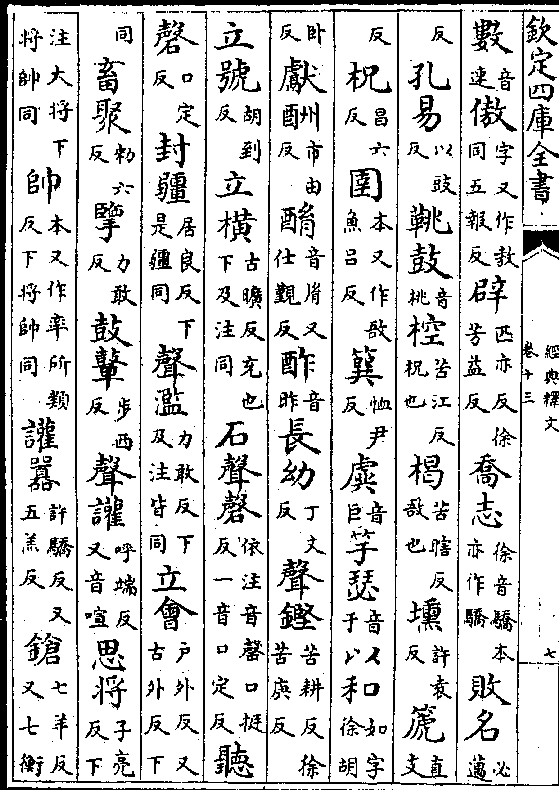 欽定四庫全書 經典釋文 卷十三 七
數音速傲字又作敖同五報反辟匹亦反徐芳益反喬志徐音驕本亦作驕敗名必邁
反孔易以豉反鞉鼓音桃椌苦江反柷也楬苦瞎反敔也壎許袁反篪直支
反柷昌六反圉本又作敔魚吕反簨恤尹反虡音巨竽瑟音于以和如字徐胡
卧反獻酬市由反酳音胤又仕覲反酢音昨長幼丁丈反聲鏗苦耕反徐苦庚反
立號胡到反立横古曠反充也下及注同石聲磬依注音罄口挺反一音口定反聽
磬口定反封疆居良反下是疆同聲濫力敢反下及注皆同立會户外反又古外反下
同畜聚勑六反擥力敢反鼓鼙步西反聲讙呼端反又音喧思將子亮反下
注大將下將帥同帥本又作率所類反下將帥同讙囂許驕反又五羔反鎗七羊反又七衡